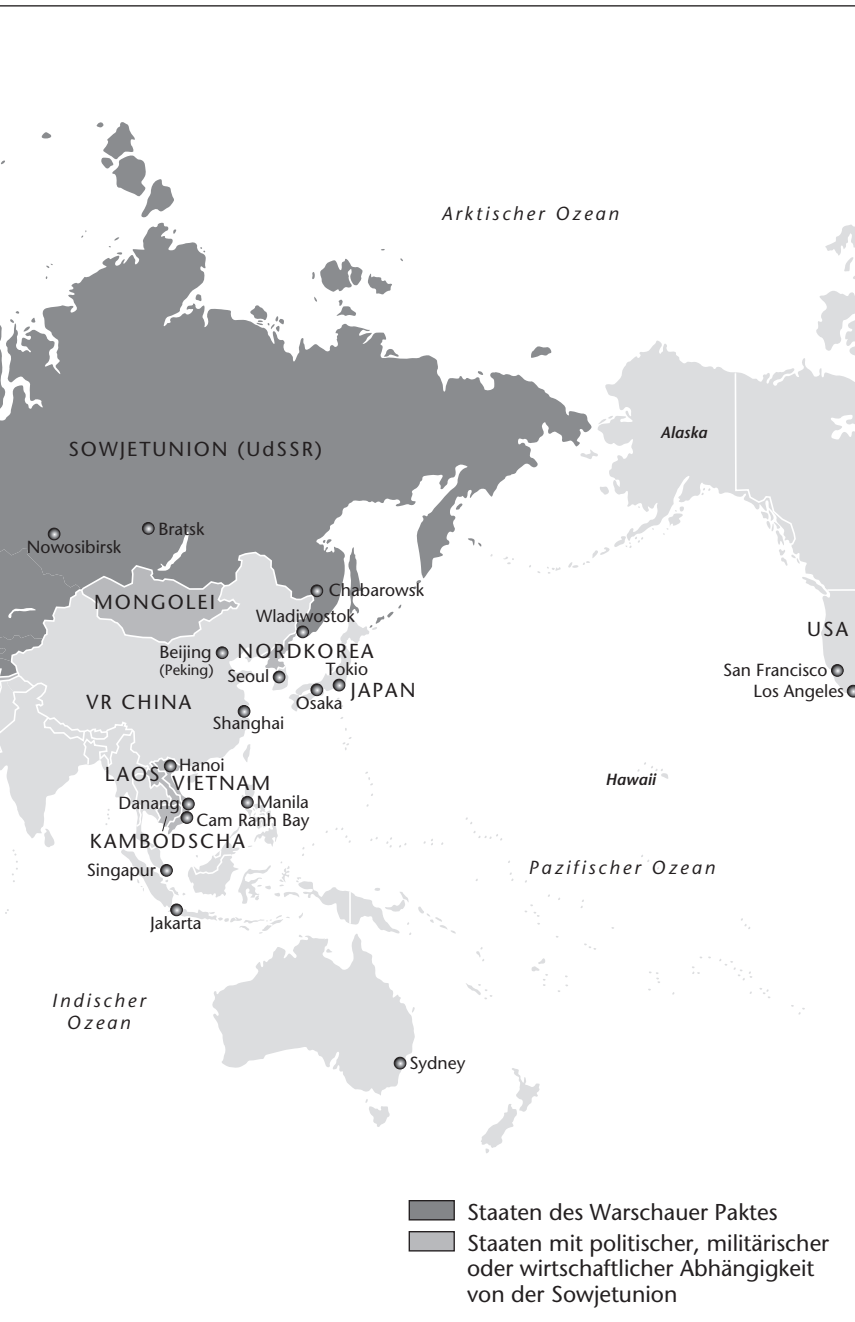 Arktischer Ozean
Alaska
SOWJETUNION (UdSSR)
Bratsk
Nowosibirsk
Chabarowsk
MONGOLEI
Wladiwostok
USA
Beijing
(Peking)
NORDKOREA
Seoul
Tokio
San Francisco
JAPAN
Los Angeles
VR CHINA
Osaka
Shanghai
Hanoi
LAOS
VIETNAM
Hawaii
Danang
Manila
Cam Ranh Bay
KAMBODSCHA
Singapur
Pazifischer Ozean
Jakarta
Indischer
Ozean
Sydney
Staaten des Warschauer Paktes
Staaten mit politischer, militärischer
oder wirtschaftlicher Abhängigkeit
von der Sowjetunion